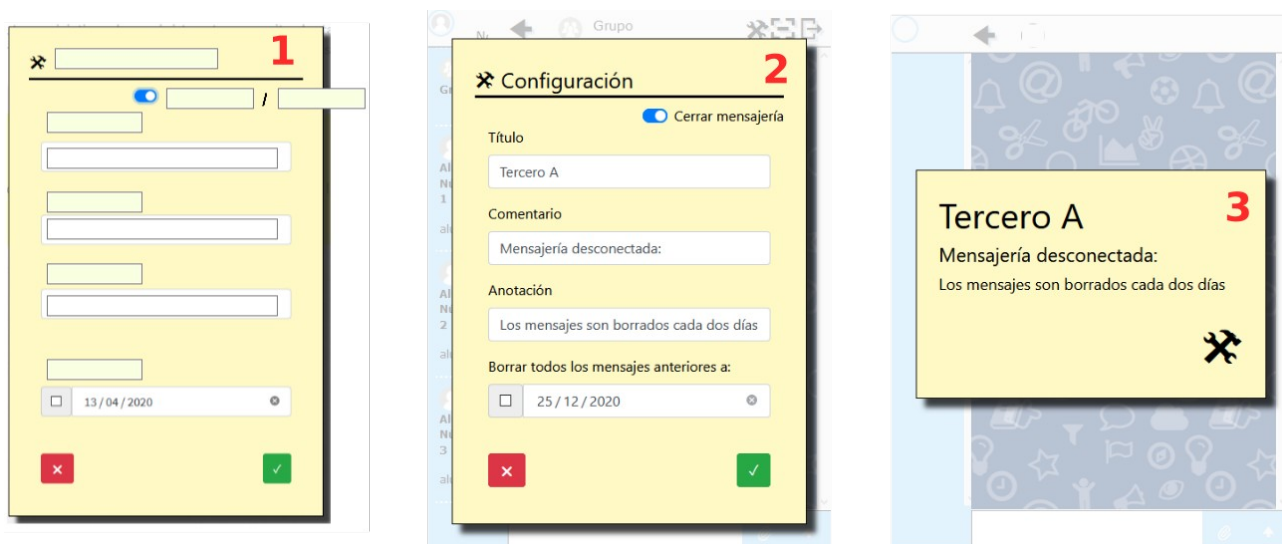 1
/
13/04/2020
Grupo
2
Configuración
Cerrar mensajería
Título
Tercero A
Comentario
Mensajería desconectada:
Anotación
Los mensajes son borrados cada dos días
Borrar todos los mensajes anteriores a:
25/12/2020
3
Tercero A
Mensajería desconectada:
Los mensajes son borrados cada dos días